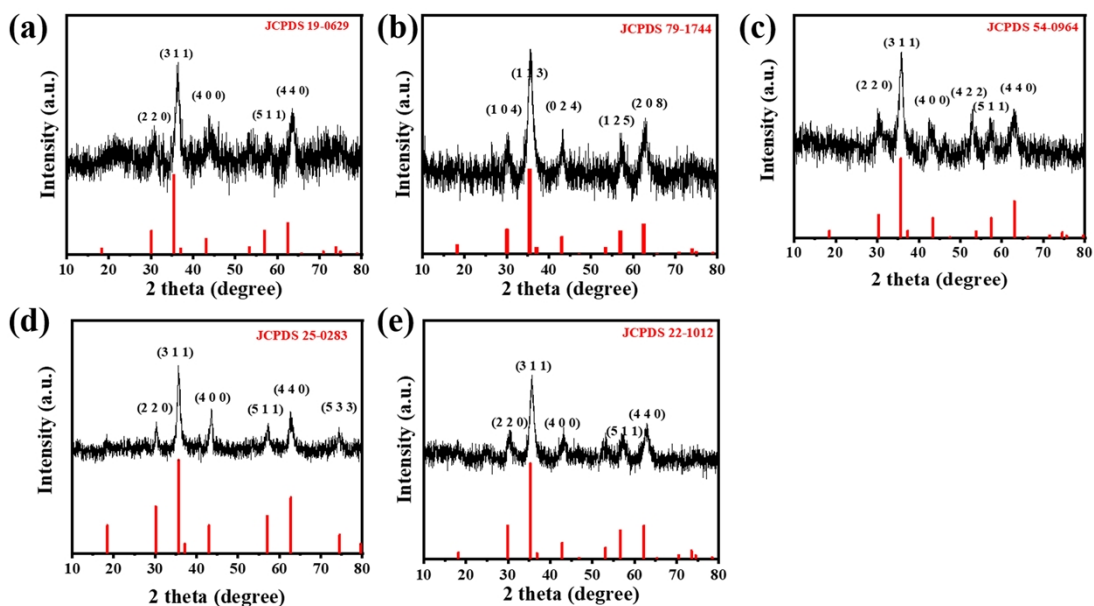 (a)
JCPDS 19-0629
(3 1 1)
(2 2 0)
(4 0 0)
(5 1 1)
(4 4 0)
Intensity (a.u.)
10 20 30 40 50 60 70 80
2 theta (degree)
(b)
JCPDS 79-1744
(1 1 3)
(1 0 4)
(0 2 4)
(1 2 5)
(2 0 8)
Intensity (a.u.)
10 20 30 40 50 60 70 80
2 theta (degree)
(c)
JCPDS 54-0964
(3 1 1)
(2 2 0)
(4 0 0)
(4 2 2)
(5 1 1)
(4 4 0)
Intensity (a.u.)
10 20 30 40 50 60 70 80
2 theta (degree)
(d)
JCPDS 25-0283
(3 1 1)
(2 2 0)
(4 0 0)
(5 1 1)
(4 4 0)
(5 3 3)
Intensity (a.u.)
10 20 30 40 50 60 70 80
2 theta (degree)
(e)
JCPDS 22-1012
(3 1 1)
(2 2 0)
(4 0 0)
(5 1 1)
(4 4 0)
Intensity (a.u.)
10 20 30 40 50 60 70 80
2 theta (degree)